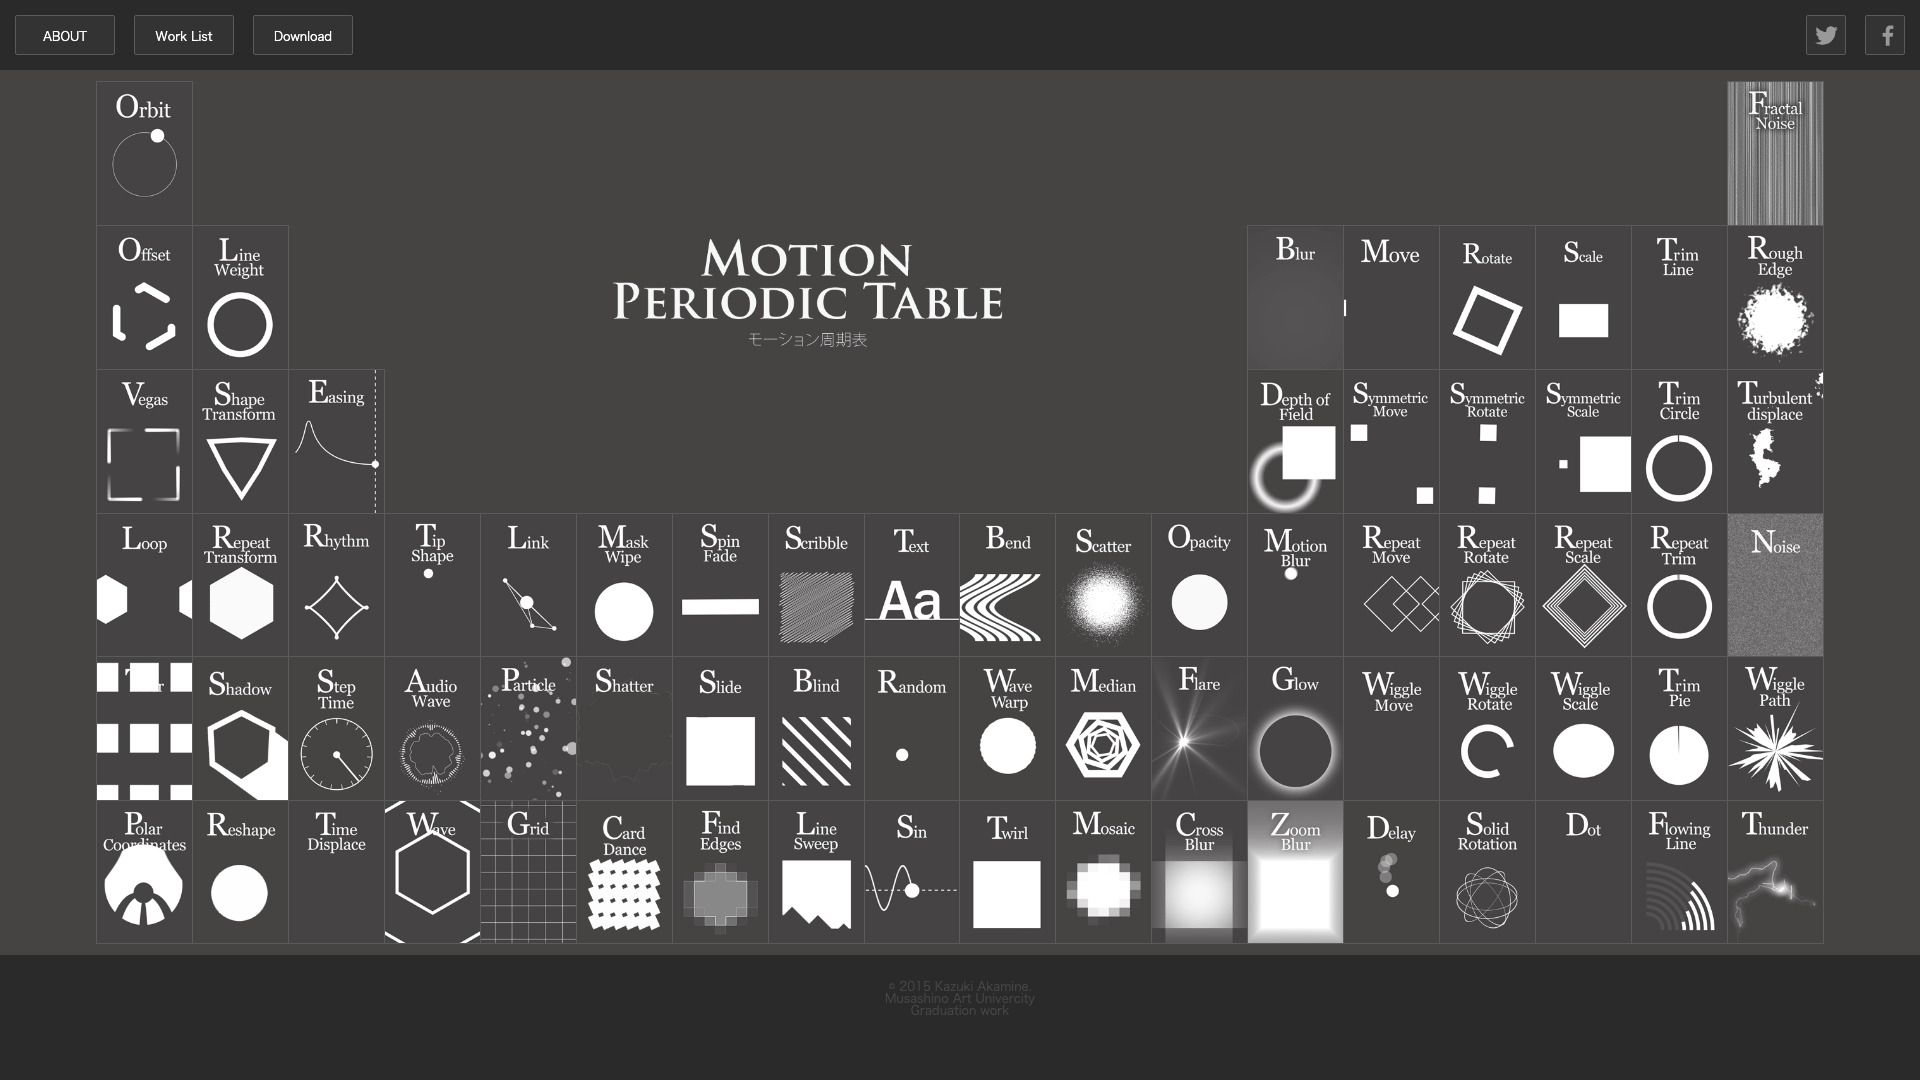 ABOUT
Work List
Download
Orbit
Fractal
Noise
Offset
Line
Weight
MOTION
PERIODIC TABLE
モーション周期表
Blur
Move
Rotate
Scale
Trim
Line
Rough
Edge
Vegas
Shape
Transform
Easing
Depth of
Field
Symmetric
Move
Symmetric
Rotate
Symmetric
Scale
Trim
Circle
Turbulent
displace
Loop
Repeat
Transform
Rhythm
Tip
Shape
Link
Mask
Wipe
Spin
Fade
Scribble
Text
Aa
Bend
Scatter
Opacity
Motion
Blur
Repeat
Move
Repeat
Rotate
Repeat
Scale
Repeat
Trim
Noise
Shadow
Step
Time
Audio
Wave
Particle
Shatter
Slide
Blind
Random
Wave
Warp
Median
Flare
Glow
Wiggle
Move
Wiggle
Rotate
Wiggle
Scale
Trim
Pie
Wiggle
Path
Polar
Coordinates
Reshape
Time
Displace
Wave
Grid
Card
Dance
Find
Edges
Line
Sweep
Sin
Twirl
Mosaic
Cross
Blur
Zoom
Blur
Delay
Solid
Rotation
Dot
Flowing
Line
Thunder
© 2015 Kazuki Akamine.
Musashino Art Univercity
Graduation work